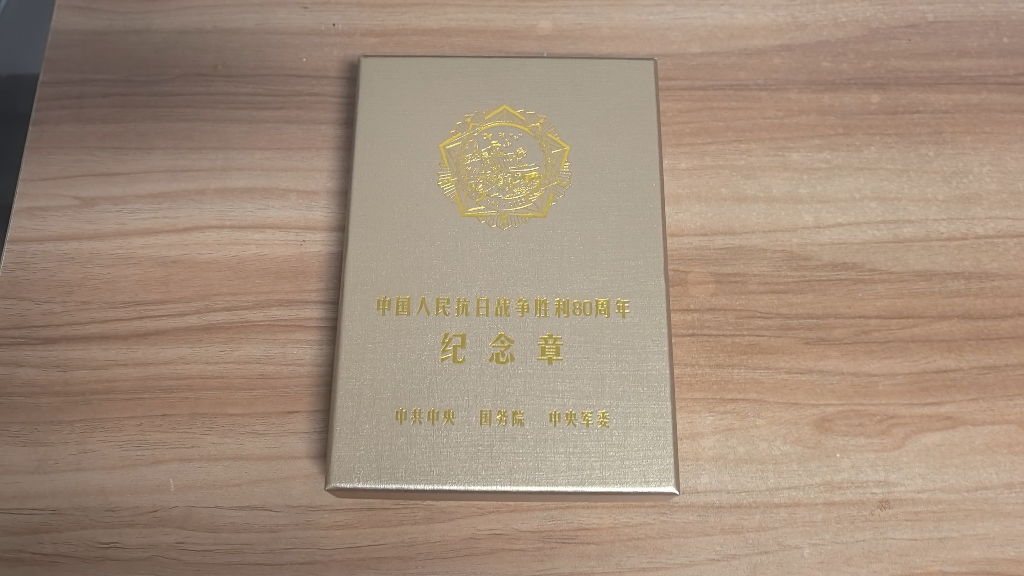 中国人民抗日战争胜利80周年
纪念章
中共中央 国务院 中央军委